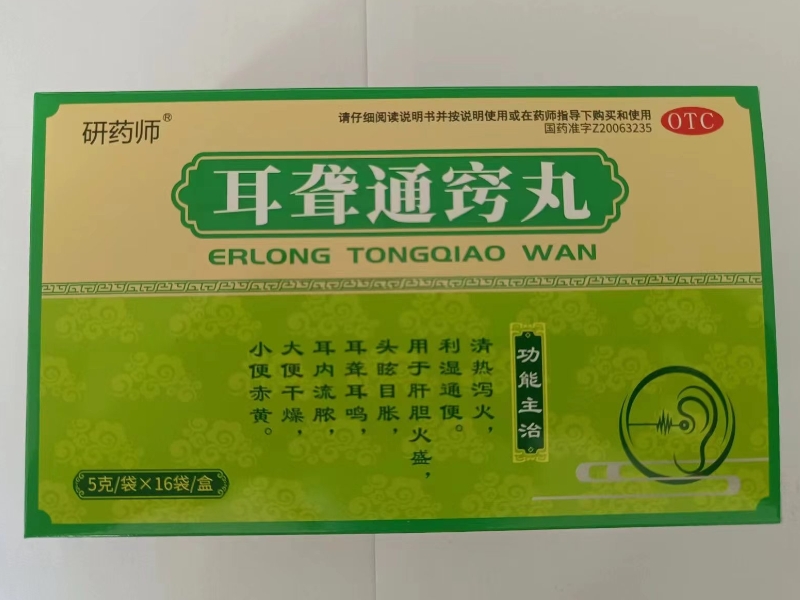 研药师®
请仔细阅读说明书并按说明使用或在药师指导下购买和使用
国药准字Z20063235
OTC
耳聋通窍丸
ERLONG TONGQIAO WAN
功能主治
清热泻火，
利湿通便。
用于肝胆火盛，
头眩目胀，
耳聋耳鸣，
耳内流脓，
大便干燥，
小便赤黄。
5克/袋×16袋/盒